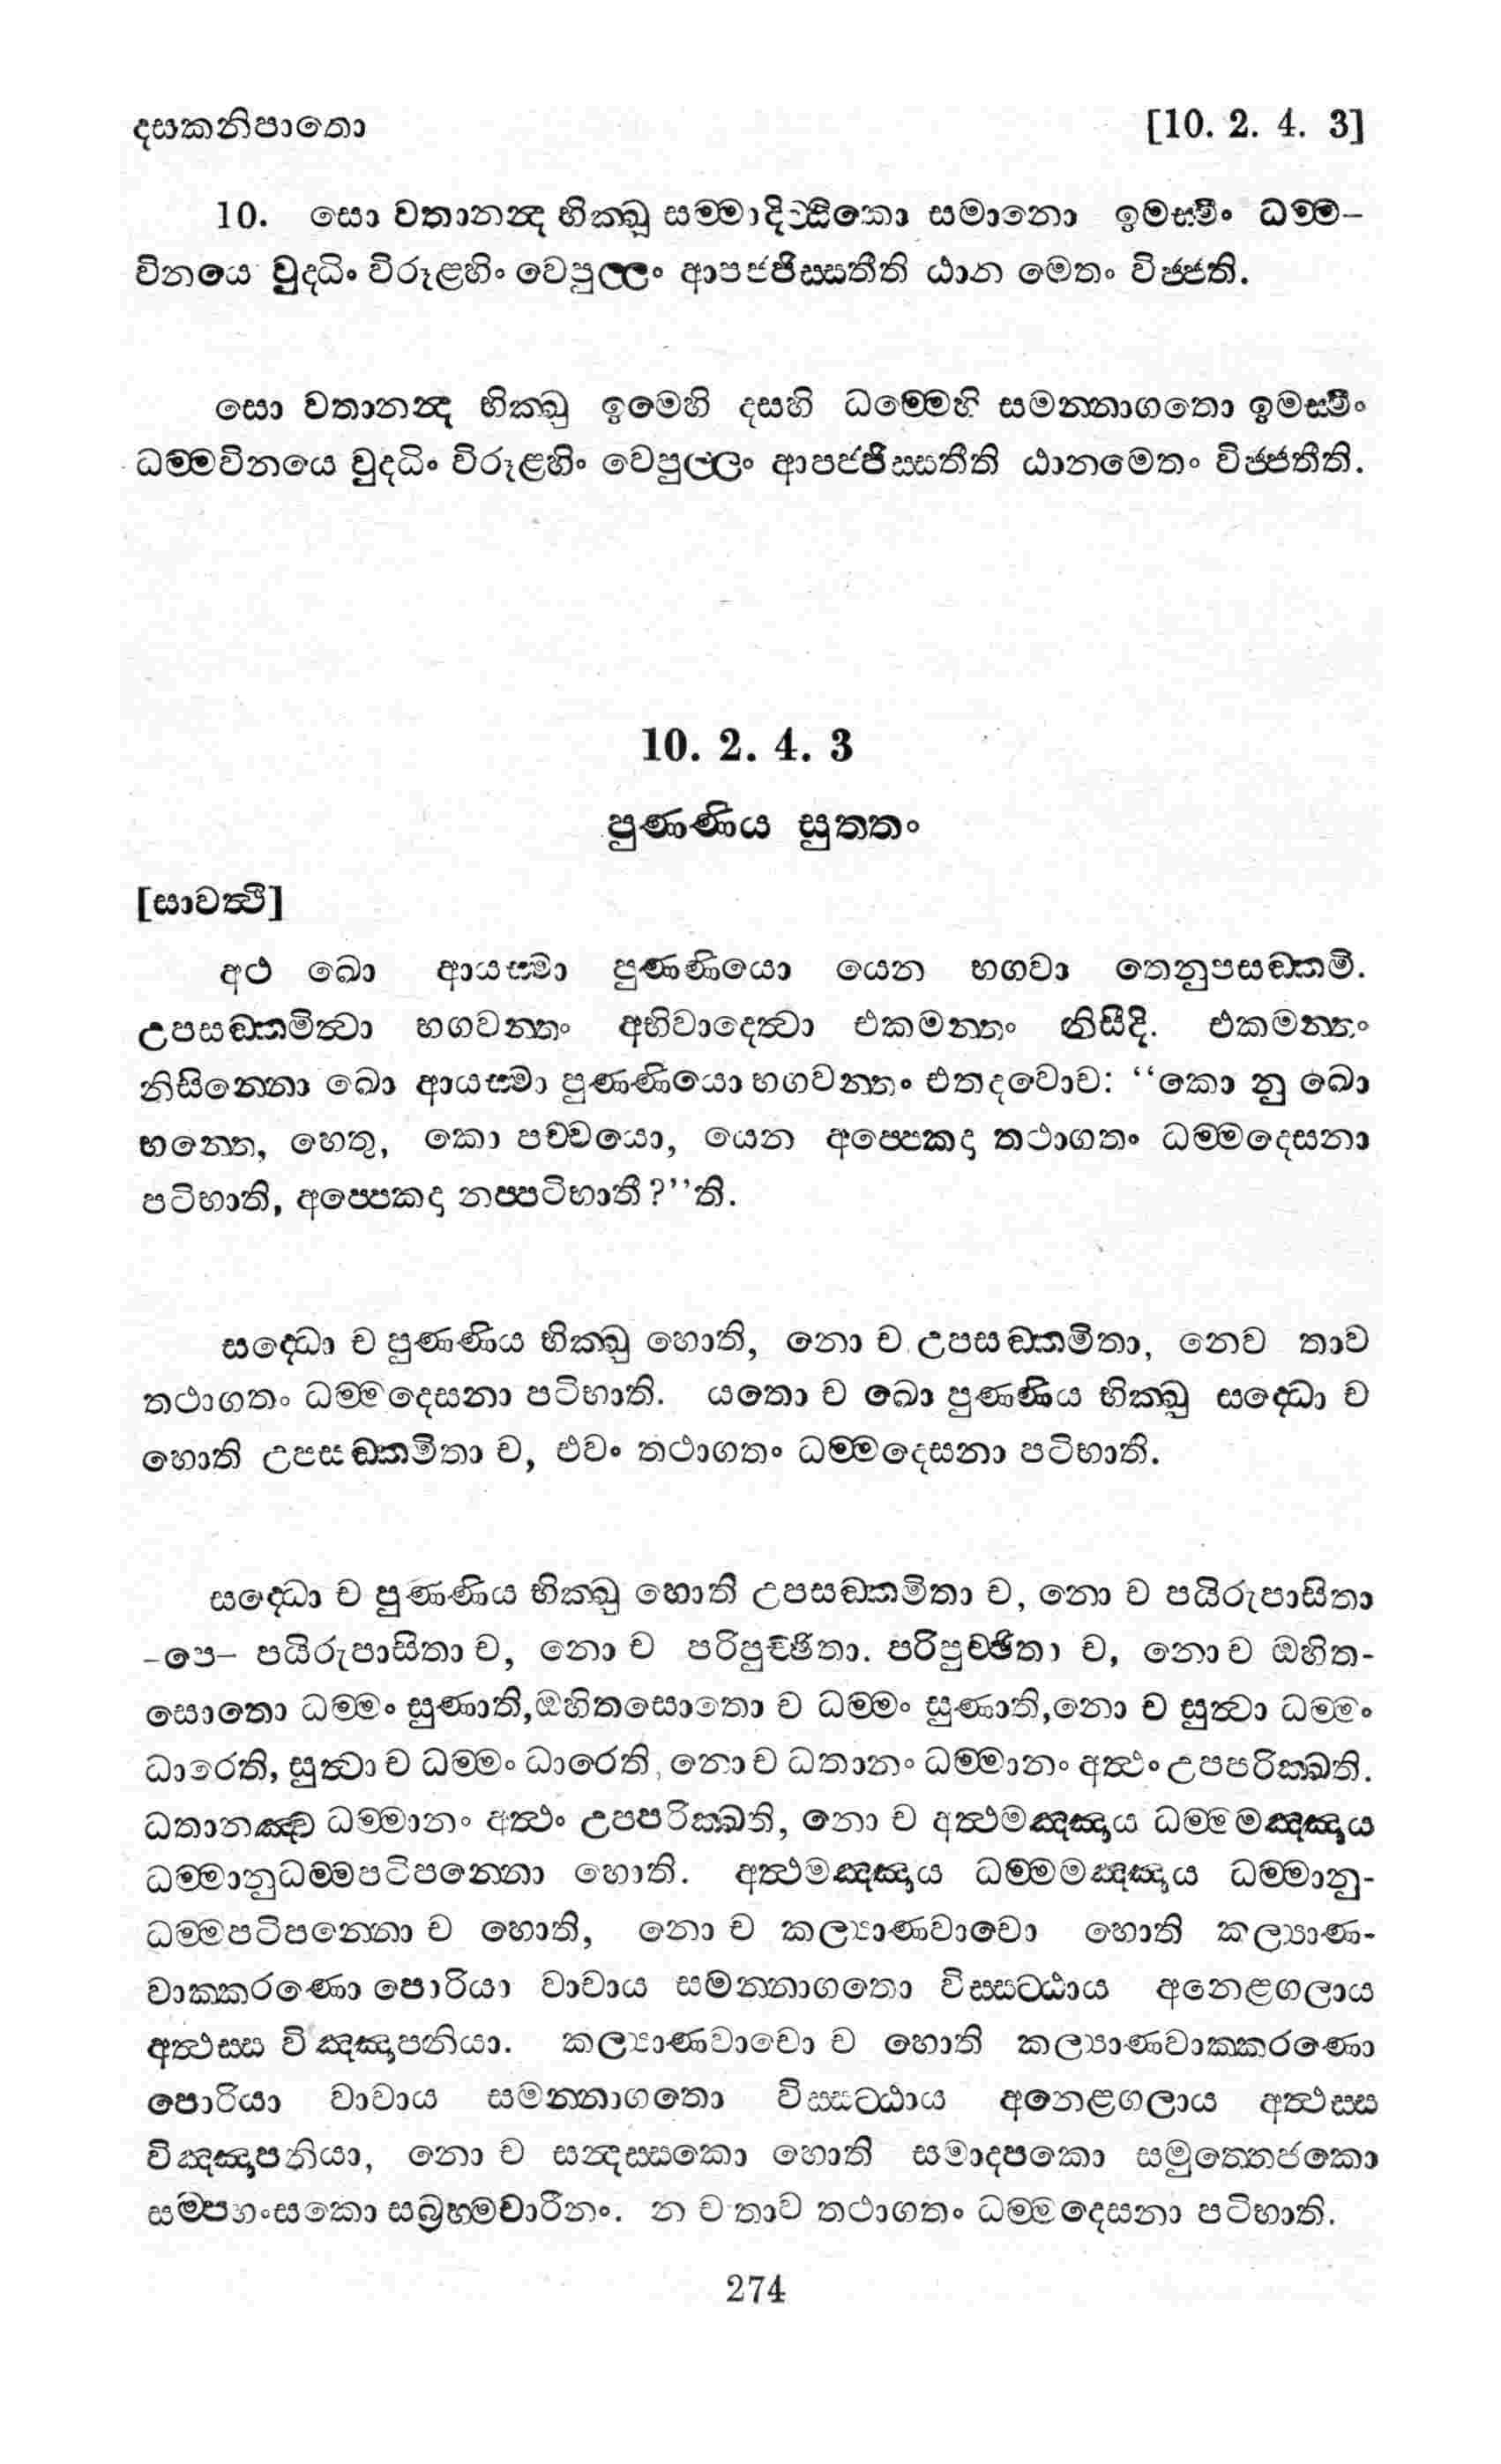 දසකනිපාතො [10. 2. 4. 3]
10. සො වතානන්‍ද භික්ඛු සම්මාදිට්ඨිකො සමානො ඉමස්මිං ධම්ම-
විනයෙ වුද්ධිං විරූළ්හිං වෙපුල්ලං ආපජ්ජිස්සතීති ඨාන මෙතං විජ්ජති.
සො වතානන්‍ද භික්ඛු ඉමෙහි දසහි ධම්මෙහි සමන්නාගතො ඉමස්මිං
ධම්මවිනයෙ වුද්ධිං විරූළ්හිං වෙපුල්ලං ආපජ්ජිස්සතීති ඨානමෙතං විජ්ජතීති.
10. 2. 4. 3
පුණ්ණිය සුත්තං
[සාවත්‍ථි]
අථ ඛො ආයස්මා පුණ්ණියො යෙන භගවා තෙනුපසඞ්කමි.
උපසඞ්කමිත්‍වා භගවන්තං අභිවාදෙත්‍වා එකමන්තං නිසීදි. එකමන්තං
නිසින්නො ඛො ආයස්මා පුණ්ණියො භගවන්තං එතදවොච: “කො නු ඛො
භන්තෙ, හෙතු, කො පච්චයො, යෙන අප්පෙකදා තථාගතං ධම්මදෙසනා
පටිභාති, අප්පෙකදා නප්පටිභාතී?”ති.
සද්ධො ච පුණ්ණිය භික්ඛු හොති, නො ච උපසඞ්කමිතා, නෙව තාව
තථාගතං ධම්මදෙසනා පටිභාති. යතො ච ඛො පුණ්ණිය භික්ඛු සද්ධො ච
හොති උපසඞ්කමිතා ච, එවං තථාගතං ධම්මදෙසනා පටිභාති.
සද්ධො ච පුණ්ණිය භික්ඛු හොති උපසඞ්කමිතා ච, නො ච පයිරුපාසිතා
-පෙ- පයිරුපාසිතා ච, නො ච පරිපුච්ඡිතා. පරිපුච්ඡිතා ච, නො ච ඔහිත-
සොතො ධම්මං සුණාති, ඔහිතසොතො ච ධම්මං සුණාති, නො ච සුත්‍වා ධම්මං
ධාරෙති, සුත්‍වා ච ධම්මං ධාරෙති, නො ච ධතානං ධම්මානං අත්‍ථං උපපරික්ඛති.
ධතානඤ්ච ධම්මානං අත්‍ථං උපපරික්ඛති, නො ච අත්‍ථමඤ්ඤාය ධම්මමඤ්ඤාය
ධම්මානුධම්මපටිපන්නො හොති. අත්‍ථමඤ්ඤාය ධම්මමඤ්ඤාය ධම්මානු-
ධම්මපටිපන්නො ච හොති, නො ච කල්‍යාණවාචො හොති කල්‍යාණ-
වාක්කරණො පොරියා වාචාය සමන්නාගතො විස්සට්ඨාය අනෙළගලාය
අත්‍ථස්ස විඤ්ඤාපනියා. කල්‍යාණවාචො ච හොති කල්‍යාණවාක්කරණො
පොරියා වාචාය සමන්නාගතො විස්සට්ඨාය අනෙළගලාය අත්‍ථස්ස
විඤ්ඤාපනියා, නො ච සන්‍දස්සකො හොති සමාදපකො සමුත්තෙජකො
සම්පහංසකො සබ්‍රහ්මචාරීනං. න ච තාව තථාගතං ධම්මදෙසනා පටිභාති.
274